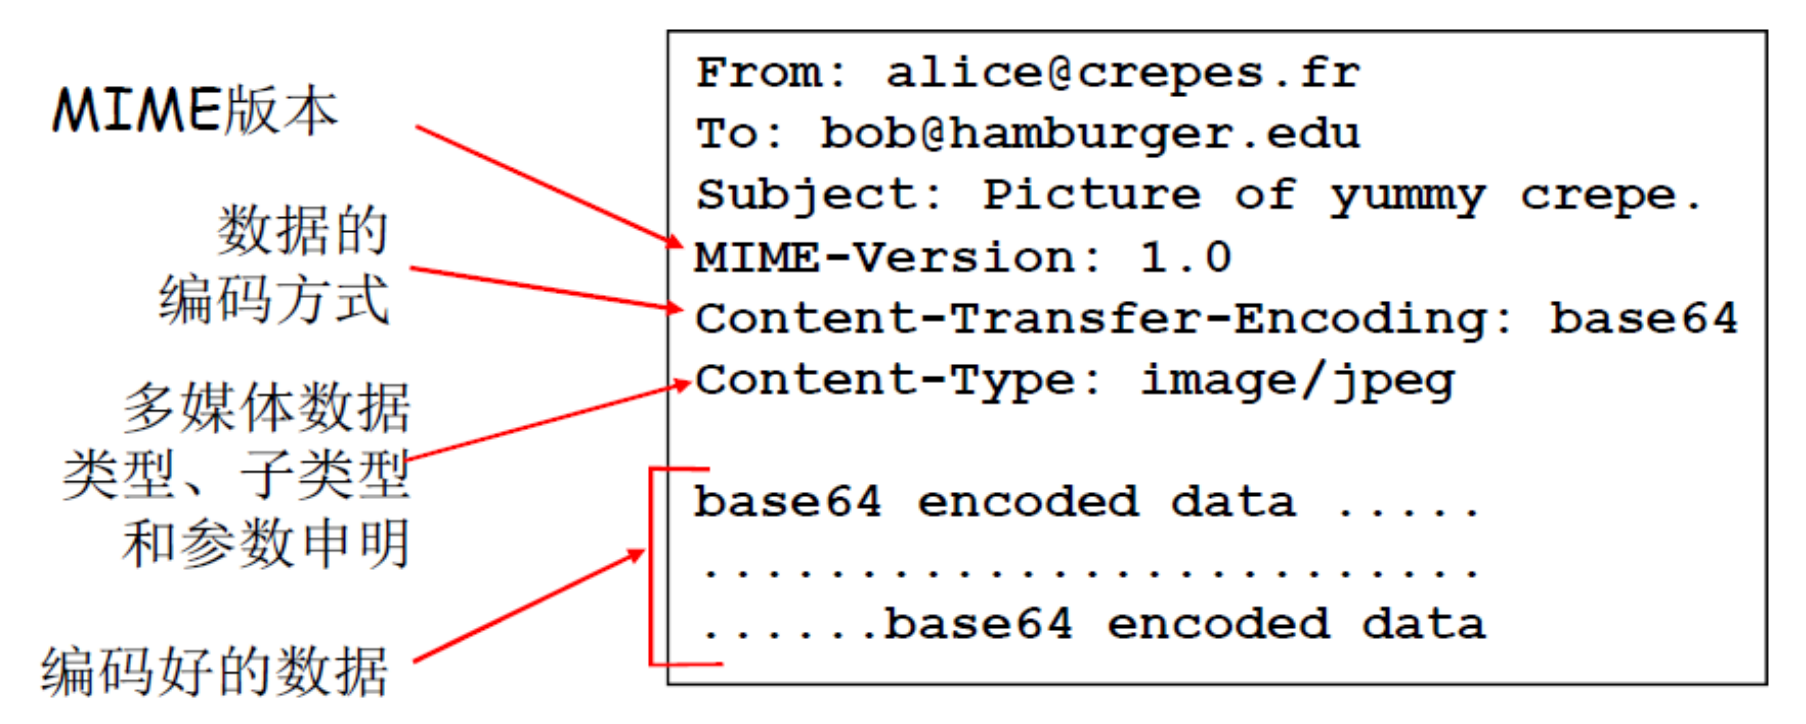 MIME版本
数据的
编码方式
多媒体数据
类型、子类型
和参数申明
编码好的数据
From: alice@crepes.fr
To: bob@hamburger.edu
Subject: Picture of yummy crepe.
MIME-Version: 1.0
Content-Transfer-Encoding: base64
Content-Type: image/jpeg
base64 encoded data .....
.........................
......base64 encoded data